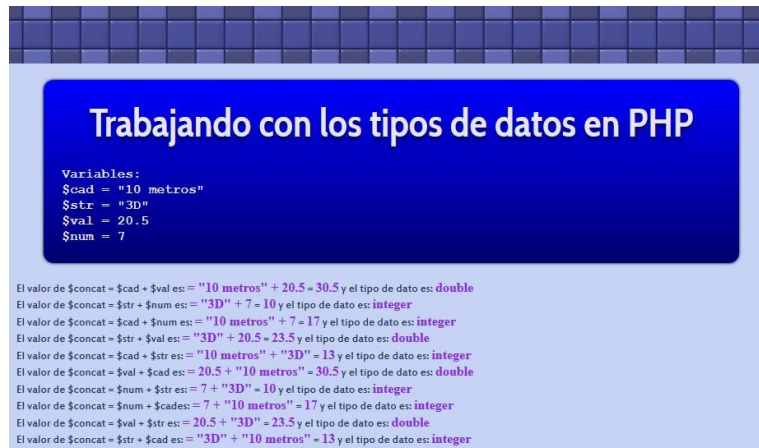 Trabajando con los tipos de datos en PHP
Variables:
$cad = "10 metros"
$str = "3D"
$val = 20.5
$num = 7
El valor de $concat = $cad + $val es: = "10 metros" + 20.5 = 30.5 y el tipo de dato es: double
El valor de $concat = $str + $num es: = "3D" + 7 = 10 y el tipo de dato es: integer
El valor de $concat = $cad + $num es: = "10 metros" + 7 = 17 y el tipo de dato es: integer
El valor de $concat = $str + $val es: = "3D" + 20.5 = 23.5 y el tipo de dato es: double
El valor de $concat = $cad + $str es: = "10 metros" + "3D" = 13 y el tipo de dato es: integer
El valor de $concat = $val + $cad es: = 20.5 + "10 metros" = 30.5 y el tipo de dato es: double
El valor de $concat = $num + $str es: = 7 + "3D" = 10 y el tipo de dato es: integer
El valor de $concat = $num + $cades: = 7 + "10 metros" = 17 y el tipo de dato es: integer
El valor de $concat = $val + $str es: = 20.5 + "3D" = 23.5 y el tipo de dato es: double
El valor de $concat = $str + $cad es: = "3D" + "10 metros" = 13 y el tipo de dato es: integer